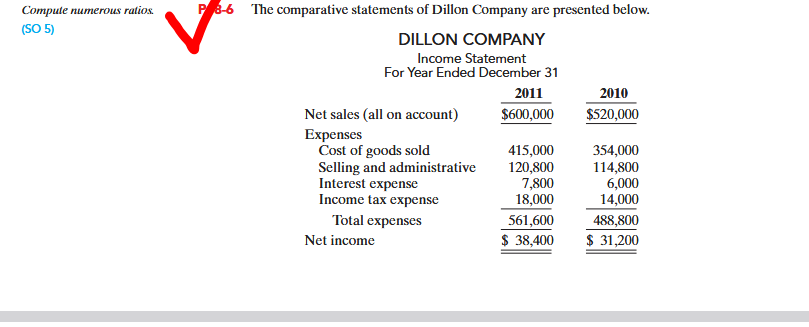 Compute numerous ratios.
(SO 5)
8-6 The comparative statements of Dillon Company are presented below.
DILLON COMPANY
Income Statement
For Year Ended December 31
2011 2010
Net sales (all on account) $600,000 $520,000
Expenses
Cost of goods sold 415,000 354,000
Selling and administrative 120,800 114,800
Interest expense 7,800 6,000
Income tax expense 18,000 14,000
Total expenses 561,600 488,800
Net income $ 38,400 $ 31,200